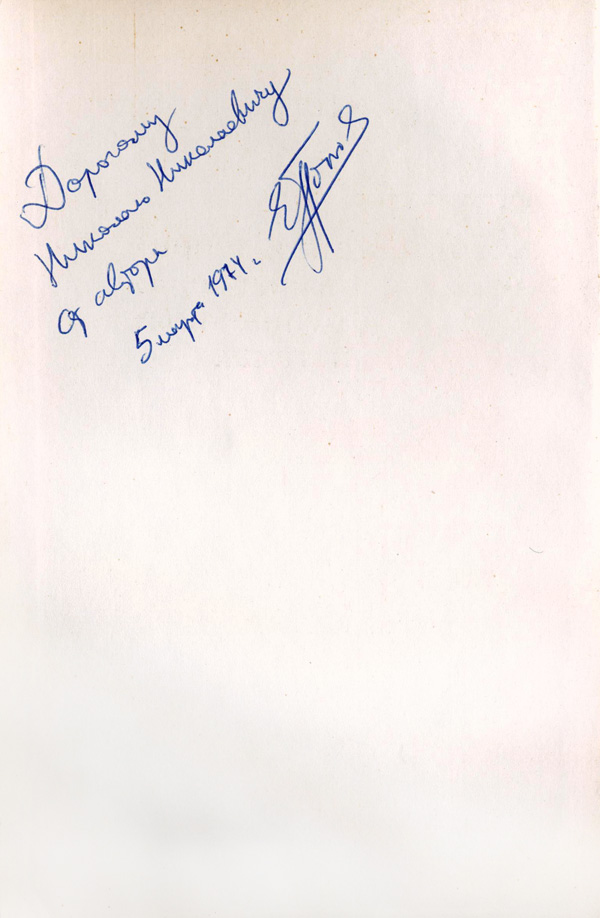 Дорогому
Николаю Николаевичу
от автора
5 марта 1974 г.